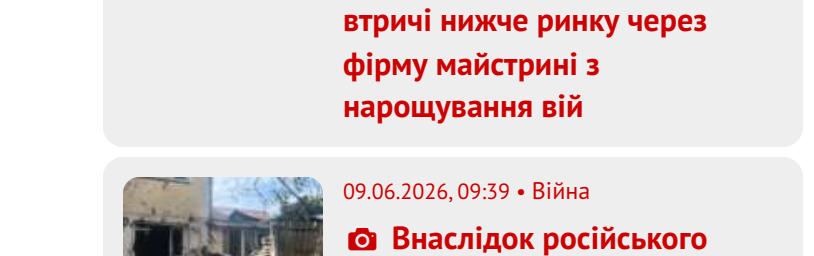 втричі нижче ринку через
фірму майстрині з
нарощування вій
09.06.2026, 09:39 • Війна
Внаслідок російського